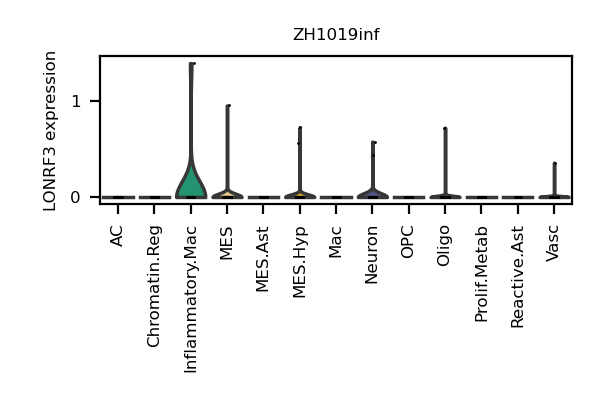 ZH1019inf
LONRF3 expression
1
0
AC
Chromatin.Reg
Inflammatory.Mac
MES
MES.Ast
MES.Hyp
Mac
Neuron
OPC
Oligo
Prolif.Metab
Reactive.Ast
Vasc